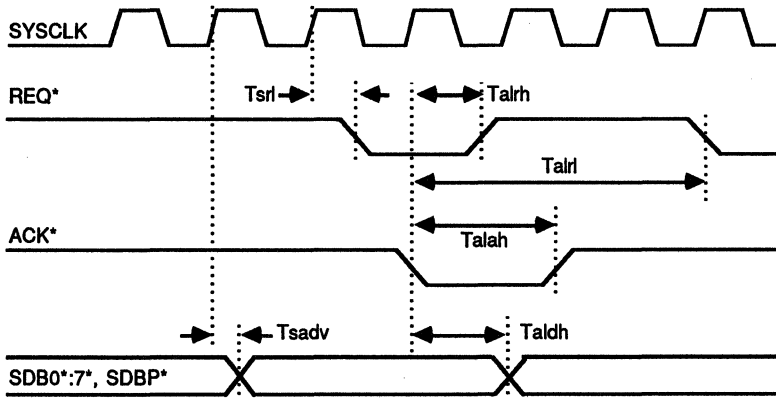 SYSCLK
REQ*
Tsrl
Talrh
Talrl
ACK*
Talah
Tsadv
Taldh
SDB0*:7*, SDBP*